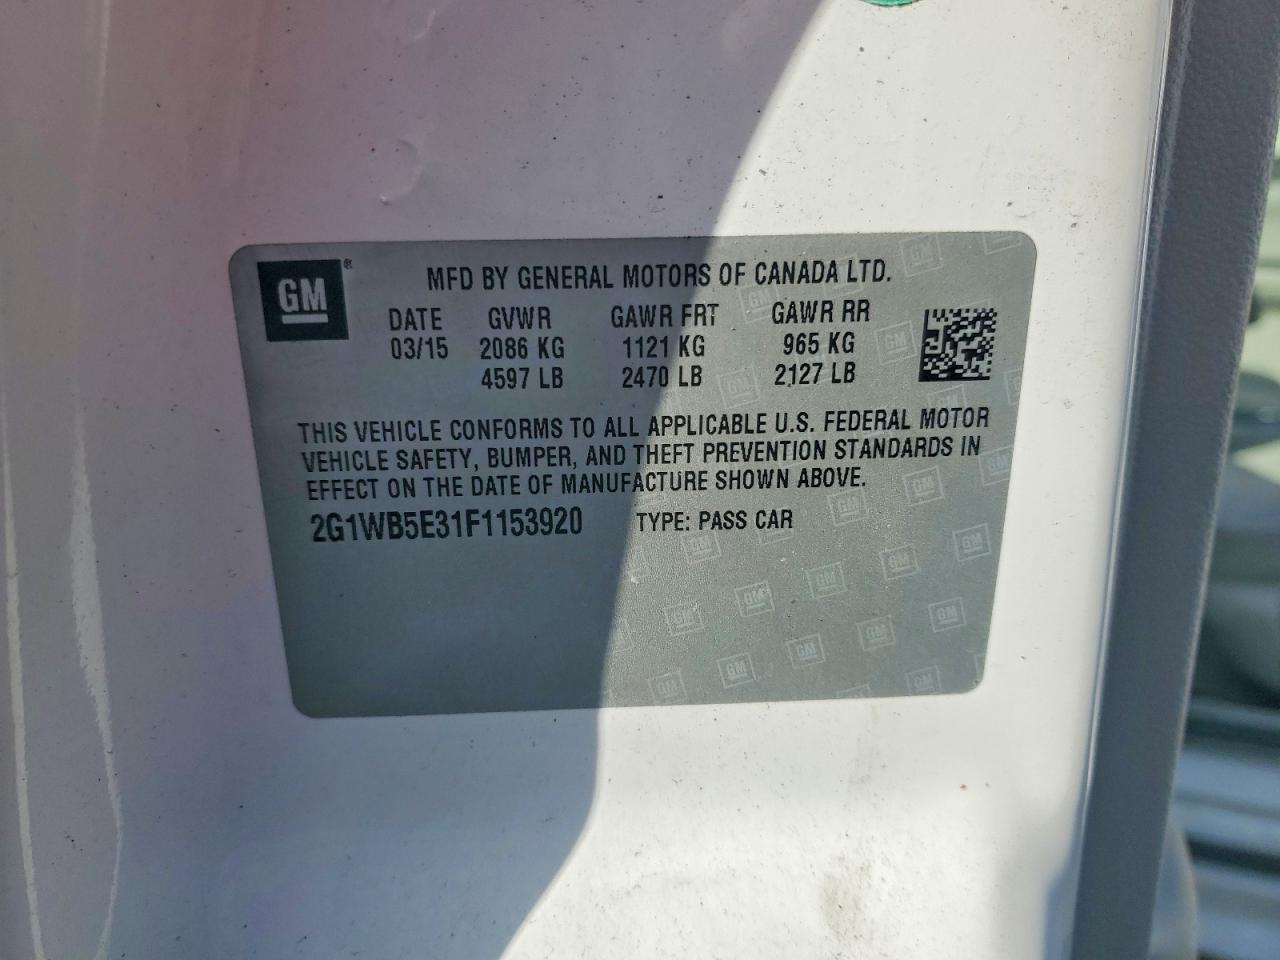 GM®
MFD BY GENERAL MOTORS OF CANADA LTD.
DATE GVWR GAWR FRT GAWR RR
03/15 2086 KG 1121 KG 965 KG
4597 LB 2470 LB 2127 LB
THIS VEHICLE CONFORMS TO ALL APPLICABLE U.S. FEDERAL MOTOR
VEHICLE SAFETY, BUMPER, AND THEFT PREVENTION STANDARDS IN
EFFECT ON THE DATE OF MANUFACTURE SHOWN ABOVE.
2G1WB5E31F1153920 TYPE: PASS CAR